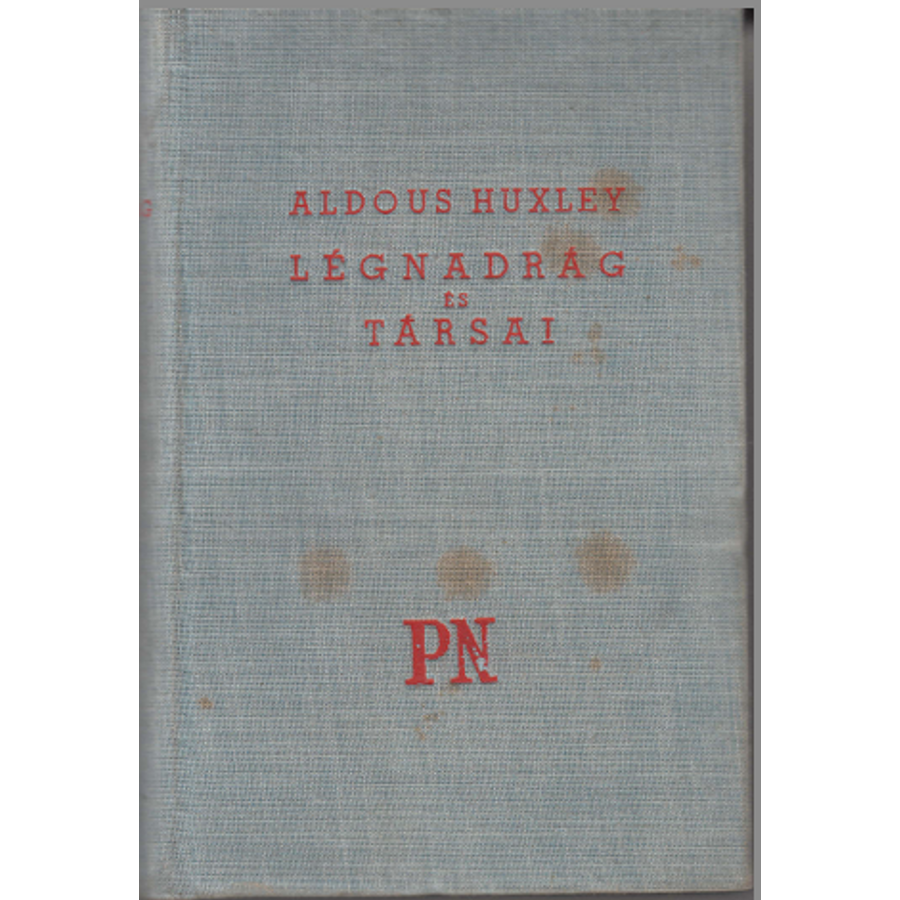 ALDOUS HUXLEY
LÉGNADRÁG
ÉS
TÁRSAI
PN